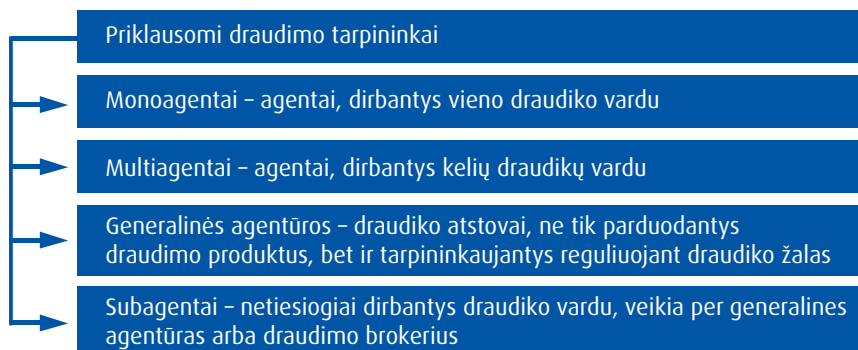 Priklausomi draudimo tarpininkai
Monoagentai – agentai, dirbantys vieno draudiko vardu
Multiagentai – agentai, dirbantys kelių draudikų vardu
Generalinės agentūros – draudiko atstovai, ne tik parduodantys
draudimo produktus, bet ir tarpininkaujantys reguliuojant draudiko žalas
Subagentai – netiesiogiai dirbantys draudiko vardu, veikia per generalines
agentūras arba draudimo brokerius